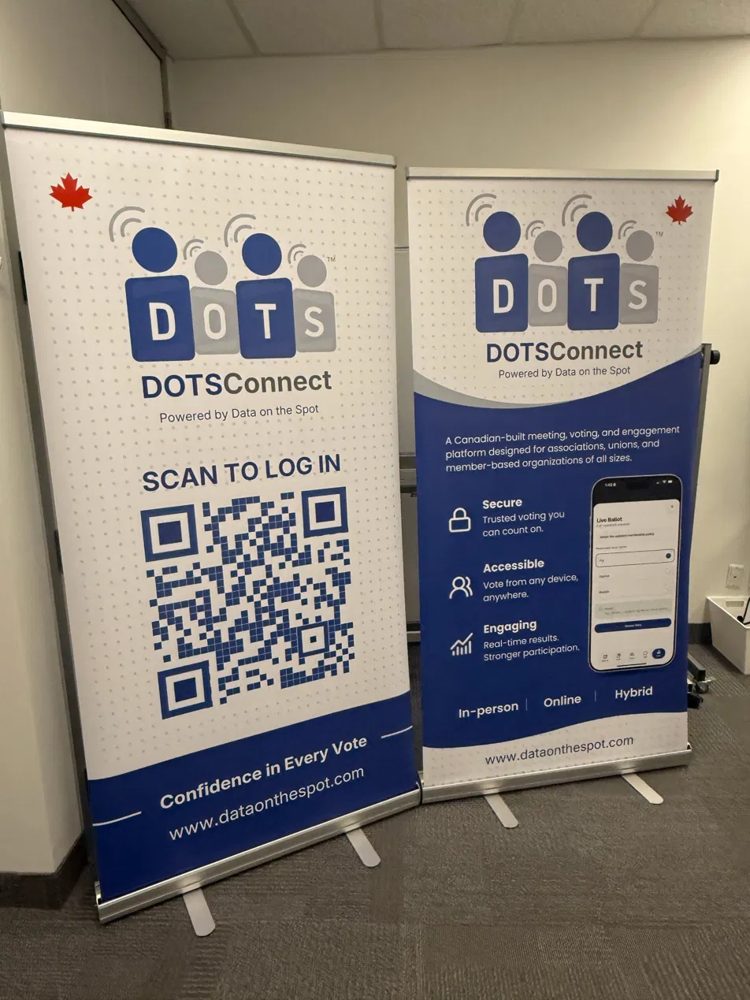 DOTS
TM
DOTSConnect
Powered by Data on the Spot
SCAN TO LOG IN
Confidence in Every Vote
www.dataonthespot.com
DOTS
TM
DOTSConnect
Powered by Data on the Spot
A Canadian-built meeting, voting, and engagement
platform designed for associations, unions, and
member-based organizations of all sizes.
Secure
Trusted voting you
can count on.
Accessible
Vote from any device,
anywhere.
Engaging
Real-time results.
Stronger participation.
Live Ballot
In-person | Online | Hybrid
www.dataonthespot.com